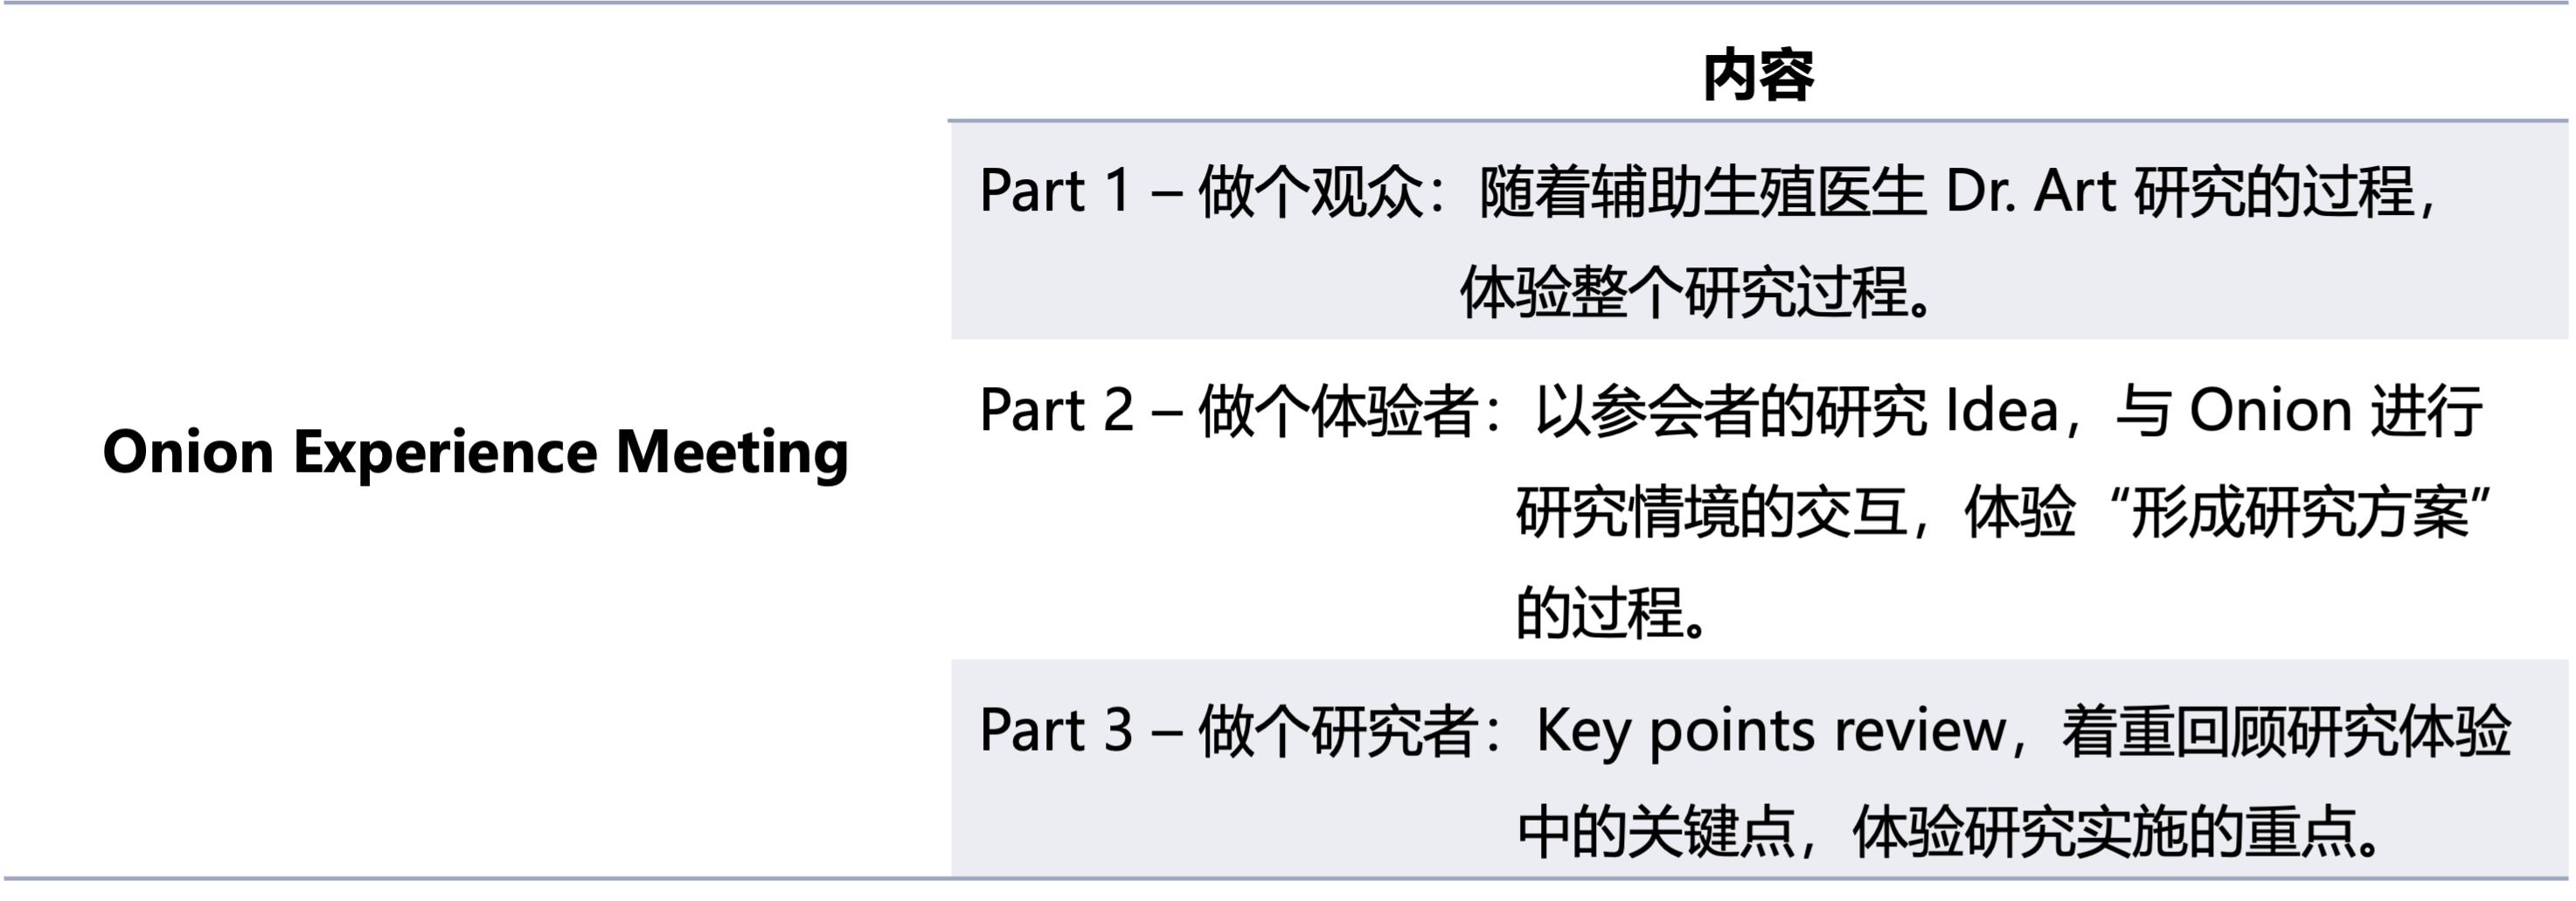 内容
Part 1 – 做个观众：随着辅助生殖医生 Dr. Art 研究的过程，
体验整个研究过程。
Onion Experience Meeting
Part 2 – 做个体验者：以参会者的研究 Idea，与 Onion 进行
研究情境的交互，体验“形成研究方案”
的过程。
Part 3 – 做个研究者：Key points review，着重回顾研究体验
中的关键点，体验研究实施的重点。